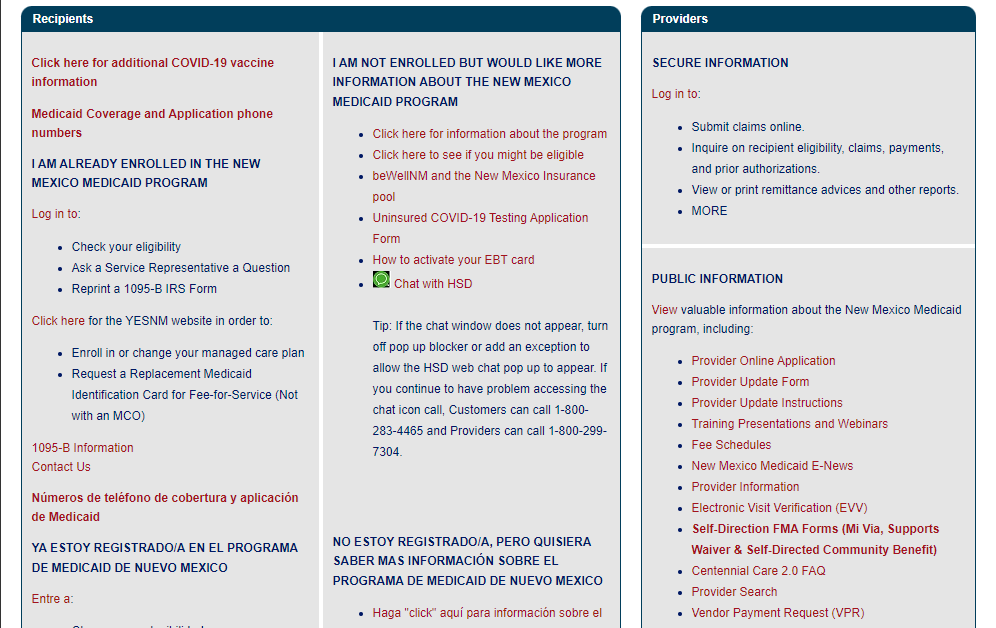 Recipients
Click here for additional COVID-19 vaccine
information
Medicaid Coverage and Application phone
numbers
I AM ALREADY ENROLLED IN THE NEW
MEXICO MEDICAID PROGRAM
Log in to:
Check your eligibility
Ask a Service Representative a Question
Reprint a 1095-B IRS Form
Click here for the YESNM website in order to:
Enroll in or change your managed care plan
Request a Replacement Medicaid
Identification Card for Fee-for-Service (Not
with an MCO)
1095-B Information
Contact Us
Números de teléfono de cobertura y aplicación
de Medicaid
YA ESTOY REGISTRADO/A EN EL PROGRAMA
DE MEDICAID DE NUEVO MEXICO
Entre a:
I AM NOT ENROLLED BUT WOULD LIKE MORE
INFORMATION ABOUT THE NEW MEXICO
MEDICAID PROGRAM
Click here for information about the program
Click here to see if you might be eligible
beWellNM and the New Mexico Insurance
pool
Uninsured COVID-19 Testing Application
Form
How to activate your EBT card
Chat with HSD
Tip: If the chat window does not appear, turn
off pop up blocker or add an exception to
allow the HSD web chat pop up to appear. If
you continue to have problem accessing the
chat icon call, Customers can call 1-800-
283-4465 and Providers can call 1-800-299-
7304.
NO ESTOY REGISTRADO/A, PERO QUISIERA
SABER MAS INFORMACIÓN SOBRE EL
PROGRAMA DE MEDICAID DE NUEVO MEXICO
Haga "click" aquí para información sobre el
Providers
SECURE INFORMATION
Log in to:
Submit claims online.
Inquire on recipient eligibility, claims, payments,
and prior authorizations.
View or print remittance advices and other reports.
MORE
PUBLIC INFORMATION
View valuable information about the New Mexico Medicaid
program, including:
Provider Online Application
Provider Update Form
Provider Update Instructions
Training Presentations and Webinars
Fee Schedules
New Mexico Medicaid E-News
Provider Information
Electronic Visit Verification (EVV)
Self-Direction FMA Forms (Mi Via, Supports
Waiver & Self-Directed Community Benefit)
Centennial Care 2.0 FAQ
Provider Search
Vendor Payment Request (VPR)